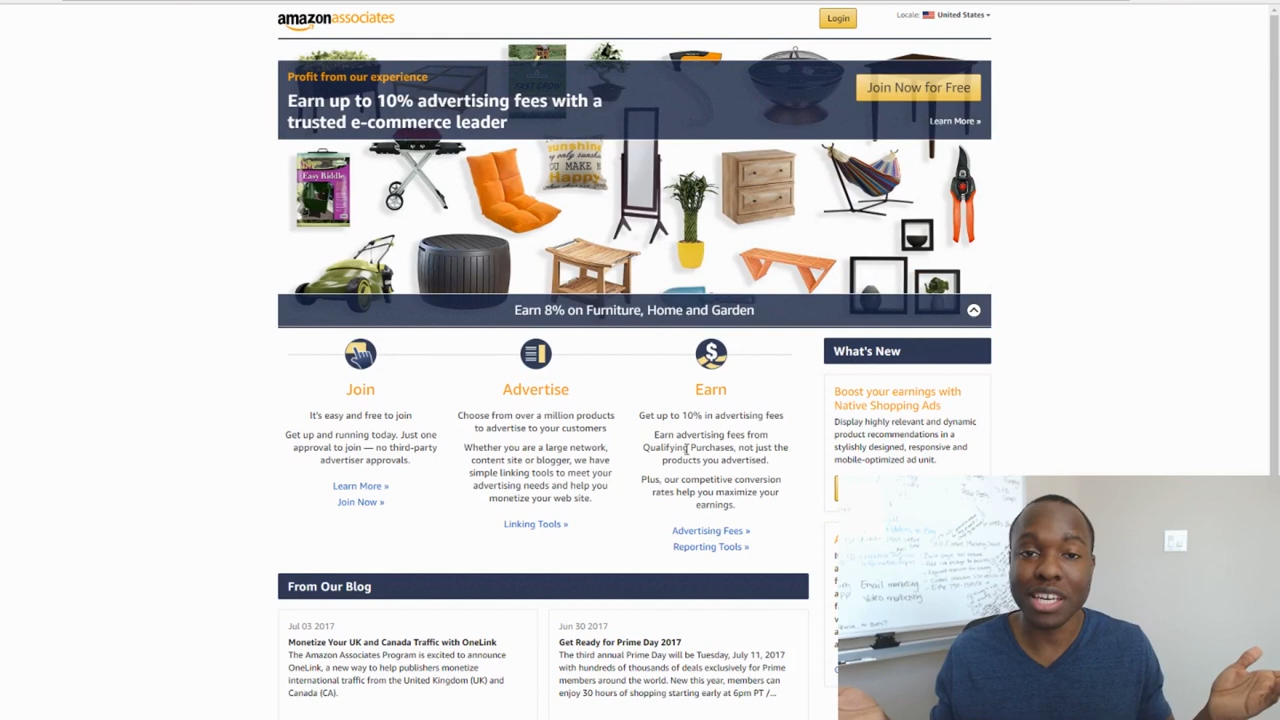 amazonassociates
Login
Locale: United States
Profit from our experience
Earn up to 10% advertising fees with a
trusted e-commerce leader
Join Now for Free
Learn More »
Easy Riddle
sunshine
YOU MAKE M
Happy
Earn 8% on Furniture, Home and Garden
Join
It's easy and free to join
Get up and running today. Just one
approval to join — no third-party
advertiser approvals.
Learn More »
Join Now »
Advertise
Choose from over a million products
to advertise to your customers
Whether you are a large network,
content site or blogger, we have
simple linking tools to meet your
advertising needs and help you
monetize your web site.
Linking Tools »
Earn
Get up to 10% in advertising fees
Earn advertising fees from
Qualifying Purchases, not just the
products you advertised.
Plus, our competitive conversion
rates help you maximize your
earnings.
Advertising Fees »
Reporting Tools »
What's New
Boost your earnings with
Native Shopping Ads
Display highly relevant and dynamic
product recommendations in a
stylishly designed, responsive and
mobile-optimized ad unit.
From Our Blog
Jul 03 2017
Monetize Your UK and Canada Traffic with OneLink
The Amazon Associates Program is excited to announce
OneLink, a new way to help publishers monetize
international traffic from the United Kingdom (UK) and
Canada (CA).
Jun 30 2017
Get Ready for Prime Day 2017
The third annual Prime Day will be Tuesday, July 11, 2017
with hundreds of thousands of deals exclusively for Prime
members around the world. New this year, members can
enjoy 30 hours of shopping starting early at 6pm PT /...
Email marketing
Video marketing